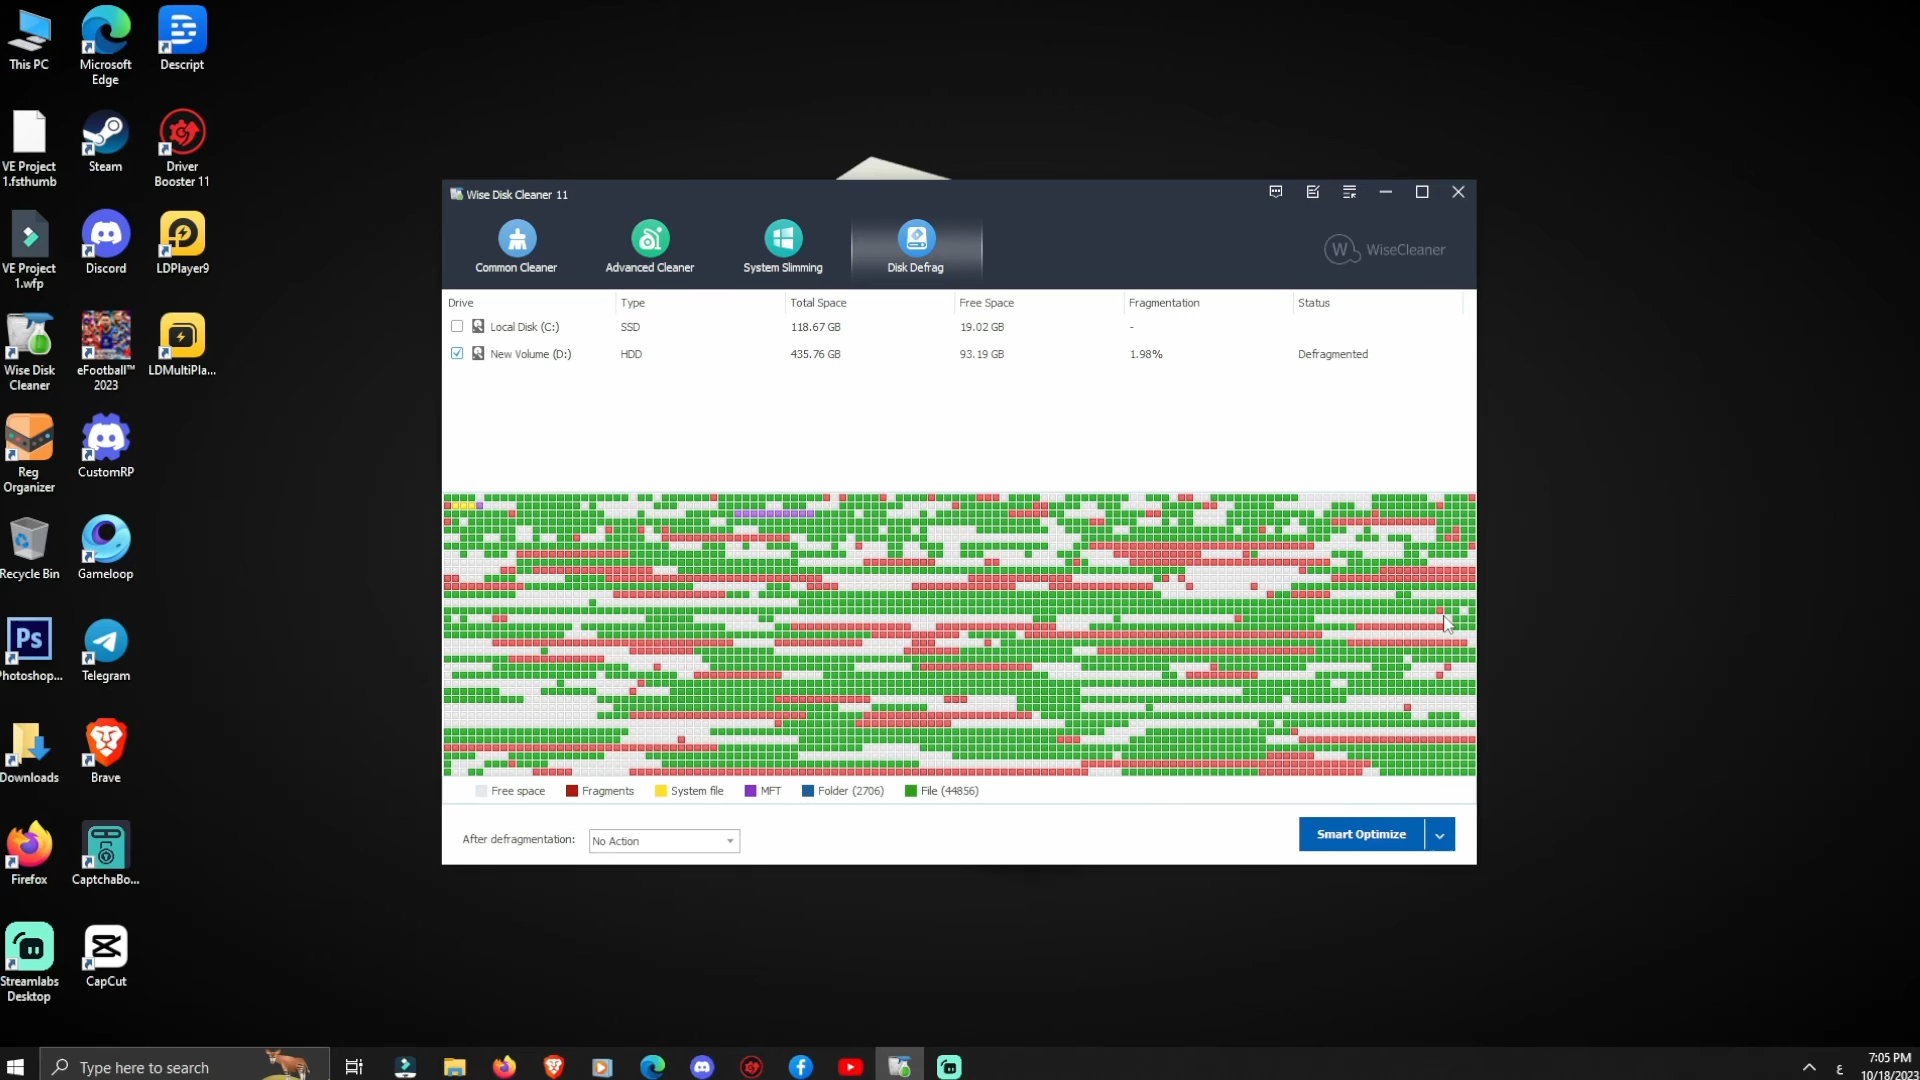 This PC
Microsoft
Edge
Descript
VE Project
1.fsthumb
Steam
Driver
Booster 11
VE Project
1.wfp
Discord
LDPlayer9
Wise Disk
Cleaner
eFootball™
2023
LDMultiPla...
Reg
Organizer
CustomRP
Recycle Bin
Gameloop
Ps
Photoshop...
Telegram
Downloads
Brave
Firefox
CaptchaBo...
Streamlabs
Desktop
CapCut
Wise Disk Cleaner 11
Common Cleaner
Advanced Cleaner
System Slimming
Disk Defrag
W WiseCleaner
Drive Type Total Space Free Space Fragmentation Status
Local Disk (C:) SSD 118.67 GB 19.02 GB -
New Volume (D:) HDD 435.76 GB 93.19 GB 1.98% Defragmented
Free space Fragments System file MFT Folder (2706) File (44856)
After defragmentation: No Action
Smart Optimize
Type here to search
ع
7:05 PM
10/18/2023